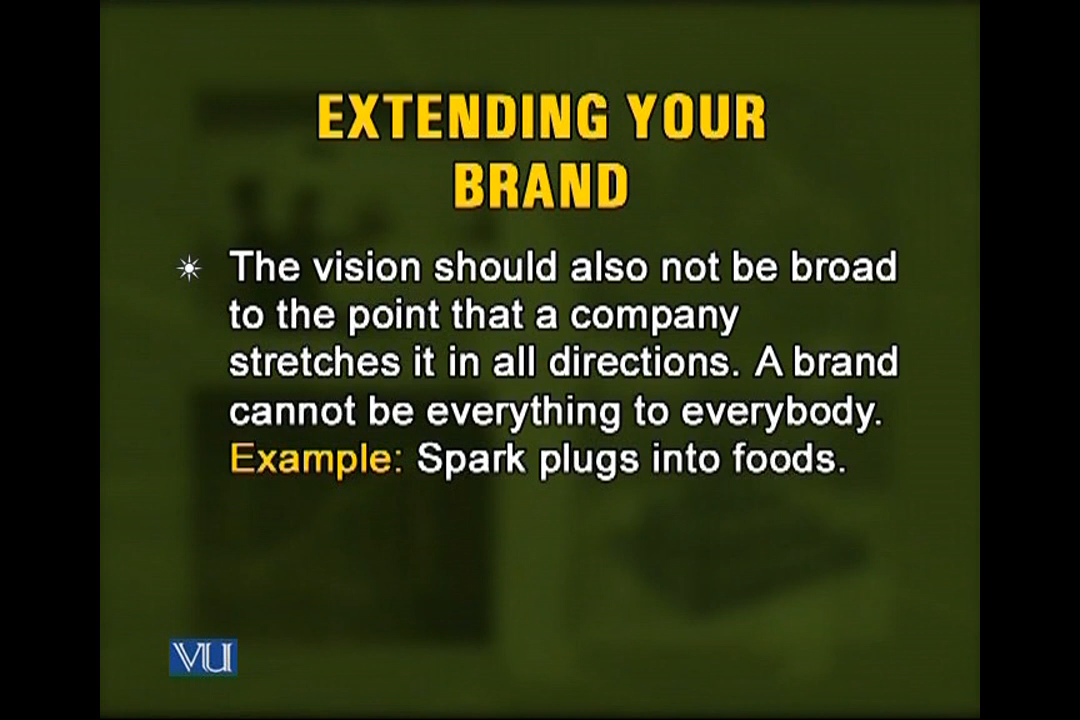 EXTENDING YOUR
BRAND
The vision should also not be broad
to the point that a company
stretches it in all directions. A brand
cannot be everything to everybody.
Example: Spark plugs into foods.
VU